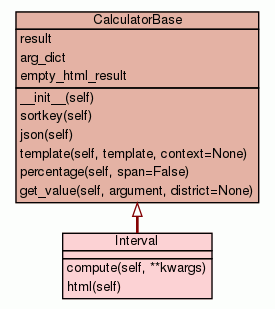 CalculatorBase
result
arg_dict
empty_html_result
__init__(self)
sortkey(self)
json(self)
template(self, template, context=None)
percentage(self, span=False)
get_value(self, argument, district=None)
Interval
compute(self, **kwargs)
html(self)